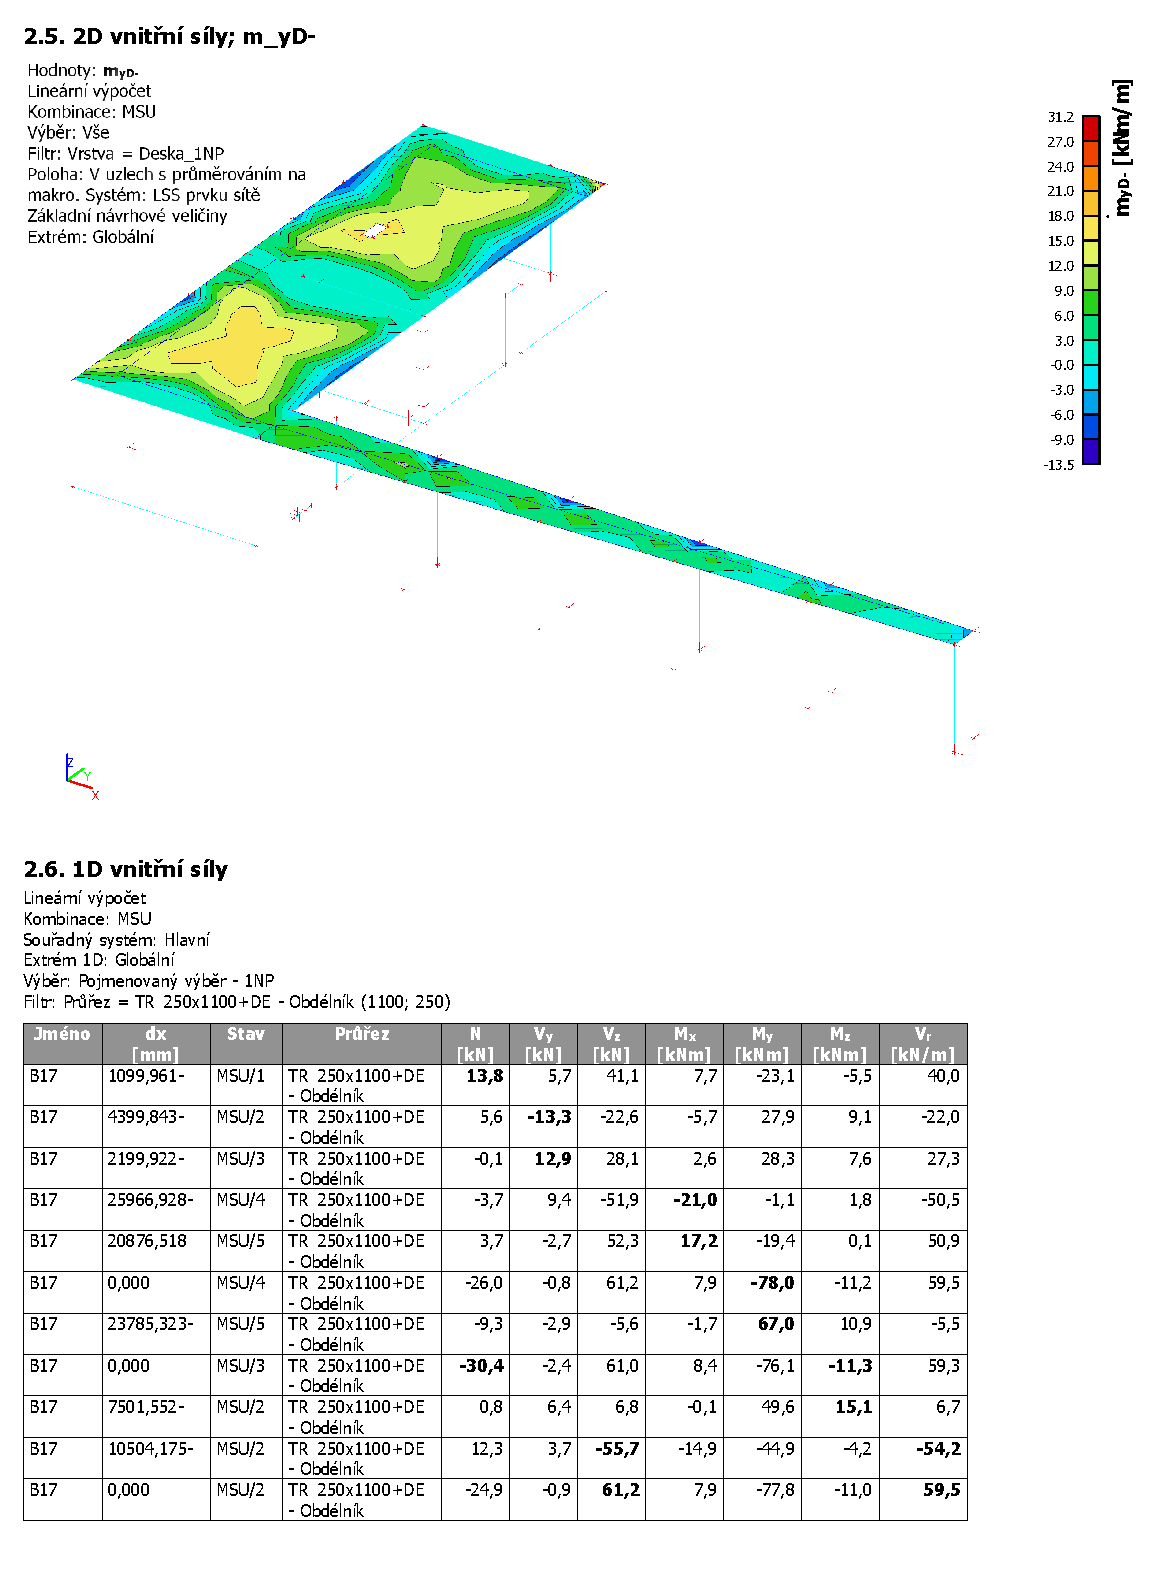 2.5. 2D vnitřní síly; m_yD-
Hodnoty: myD-
Lineární výpočet
Kombinace: MSU
Výběr: Vše
Filtr: Vrstva = Deska_1NP
Poloha: V uzlech s průměrováním na
makro. Systém: LSS prvku sítě
Základní návrhové veličiny
Extrém: Globální
myD- [kNm/m]
31.2
27.0
24.0
21.0
18.0
15.0
12.0
9.0
6.0
3.0
-0.0
-3.0
-6.0
-9.0
-13.5
Z
Y
X
2.6. 1D vnitřní síly
Lineární výpočet
Kombinace: MSU
Souřadný systém: Hlavní
Extrém 1D: Globální
Výběr: Pojmenovaný výběr - 1NP
Filtr: Průřez = TR 250x1100+DE - Obdélník (1100; 250)
Jméno dx Stav Průřez N Vy Vz Mx My Mz Vr
[mm] [kN] [kN] [kN] [kNm] [kNm] [kNm] [kN/m]
B17 1099,961- MSU/1 TR 250x1100+DE 13,8 5,7 41,1 7,7 -23,1 -5,5 40,0
- Obdélník
B17 4399,843- MSU/2 TR 250x1100+DE 5,6 -13,3 -22,6 -5,7 27,9 9,1 -22,0
- Obdélník
B17 2199,922- MSU/3 TR 250x1100+DE -0,1 12,9 28,1 2,6 28,3 7,6 27,3
- Obdélník
B17 25966,928- MSU/4 TR 250x1100+DE -3,7 9,4 -51,9 -21,0 -1,1 1,8 -50,5
- Obdélník
B17 20876,518 MSU/5 TR 250x1100+DE 3,7 -2,7 52,3 17,2 -19,4 0,1 50,9
- Obdélník
B17 0,000 MSU/4 TR 250x1100+DE -26,0 -0,8 61,2 7,9 -78,0 -11,2 59,5
- Obdélník
B17 23785,323- MSU/5 TR 250x1100+DE -9,3 -2,9 -5,6 -1,7 67,0 10,9 -5,5
- Obdélník
B17 0,000 MSU/3 TR 250x1100+DE -30,4 -2,4 61,0 8,4 -76,1 -11,3 59,3
- Obdélník
B17 7501,552- MSU/2 TR 250x1100+DE 0,8 6,4 6,8 -0,1 49,6 15,1 6,7
- Obdélník
B17 10504,175- MSU/2 TR 250x1100+DE 12,3 3,7 -55,7 -14,9 -44,9 -4,2 -54,2
- Obdélník
B17 0,000 MSU/2 TR 250x1100+DE -24,9 -0,9 61,2 7,9 -77,8 -11,0 59,5
- Obdélník